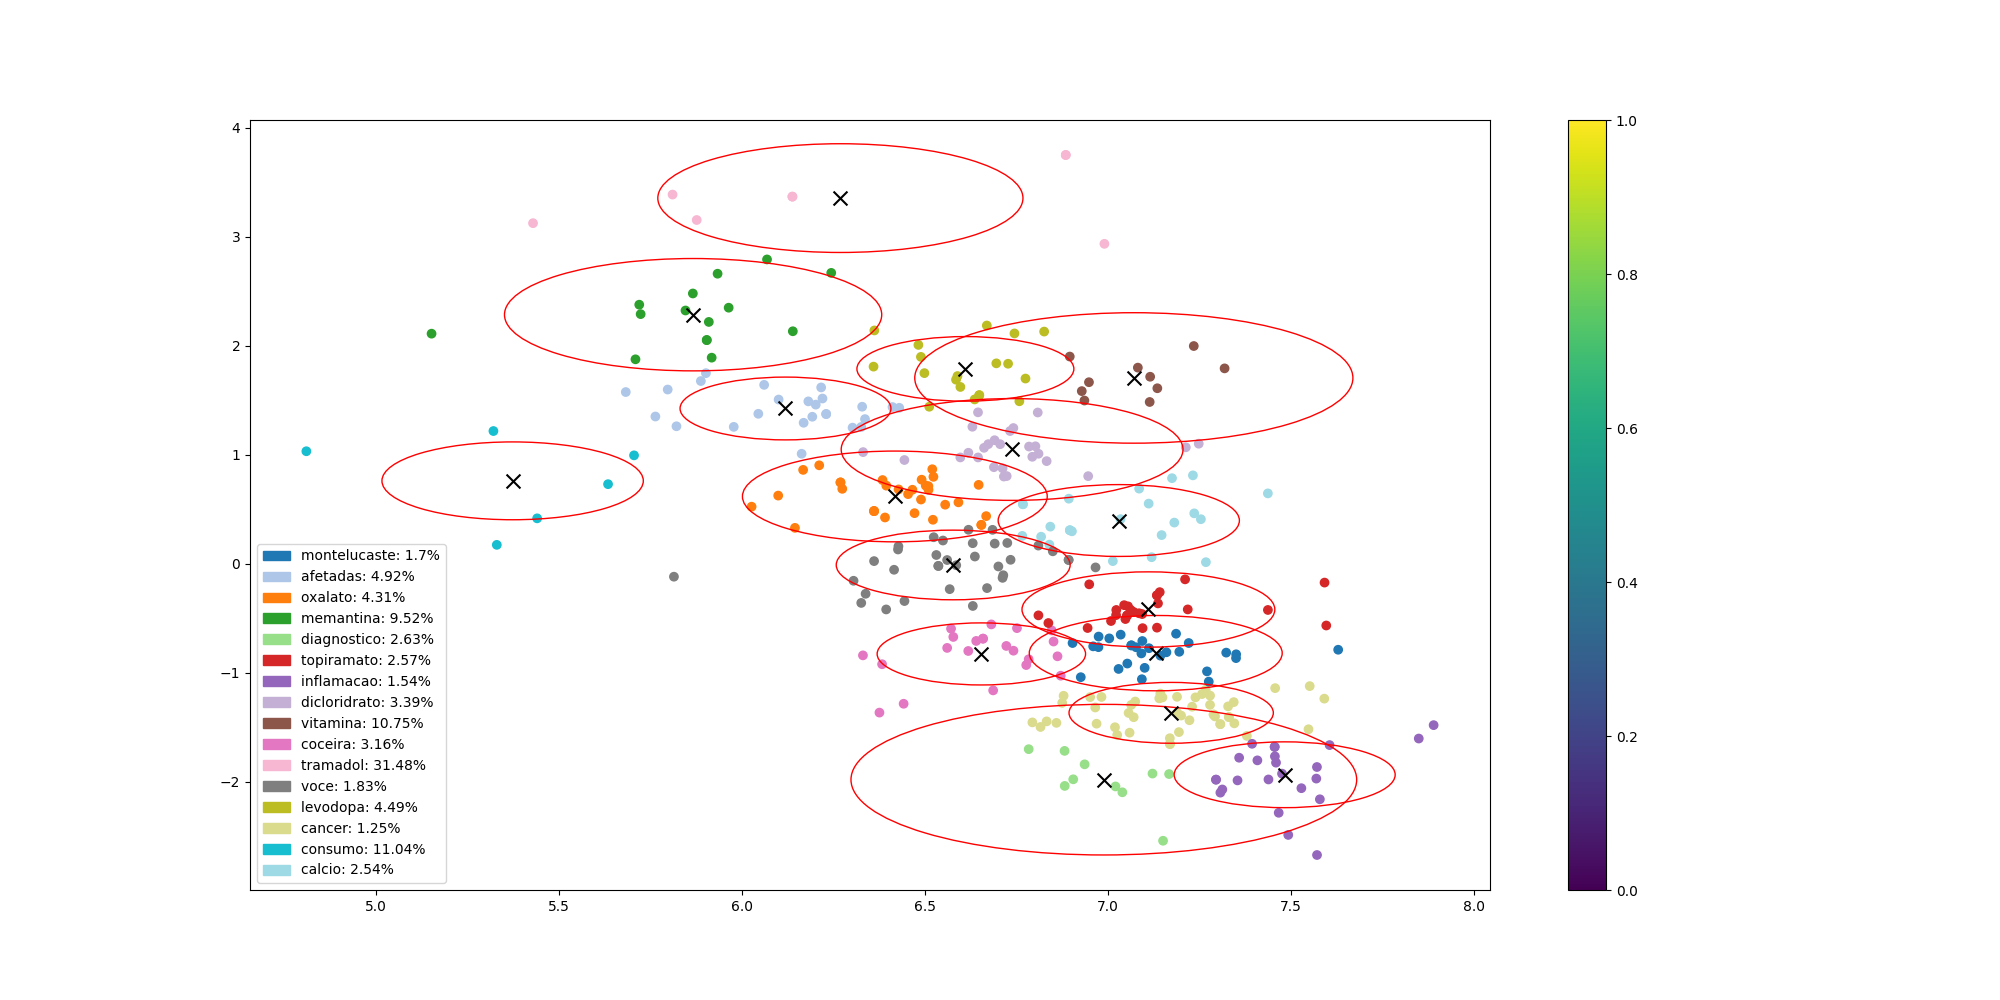 4
3
2
1
0
−1
−2
montelucaste: 1.7%
afetadas: 4.92%
oxalato: 4.31%
memantina: 9.52%
diagnostico: 2.63%
topiramato: 2.57%
inflamacao: 1.54%
dicloridrato: 3.39%
vitamina: 10.75%
coceira: 3.16%
tramadol: 31.48%
voce: 1.83%
levodopa: 4.49%
cancer: 1.25%
consumo: 11.04%
calcio: 2.54%
5.0 5.5 6.0 6.5 7.0 7.5 8.0
1.0
0.8
0.6
0.4
0.2
0.0